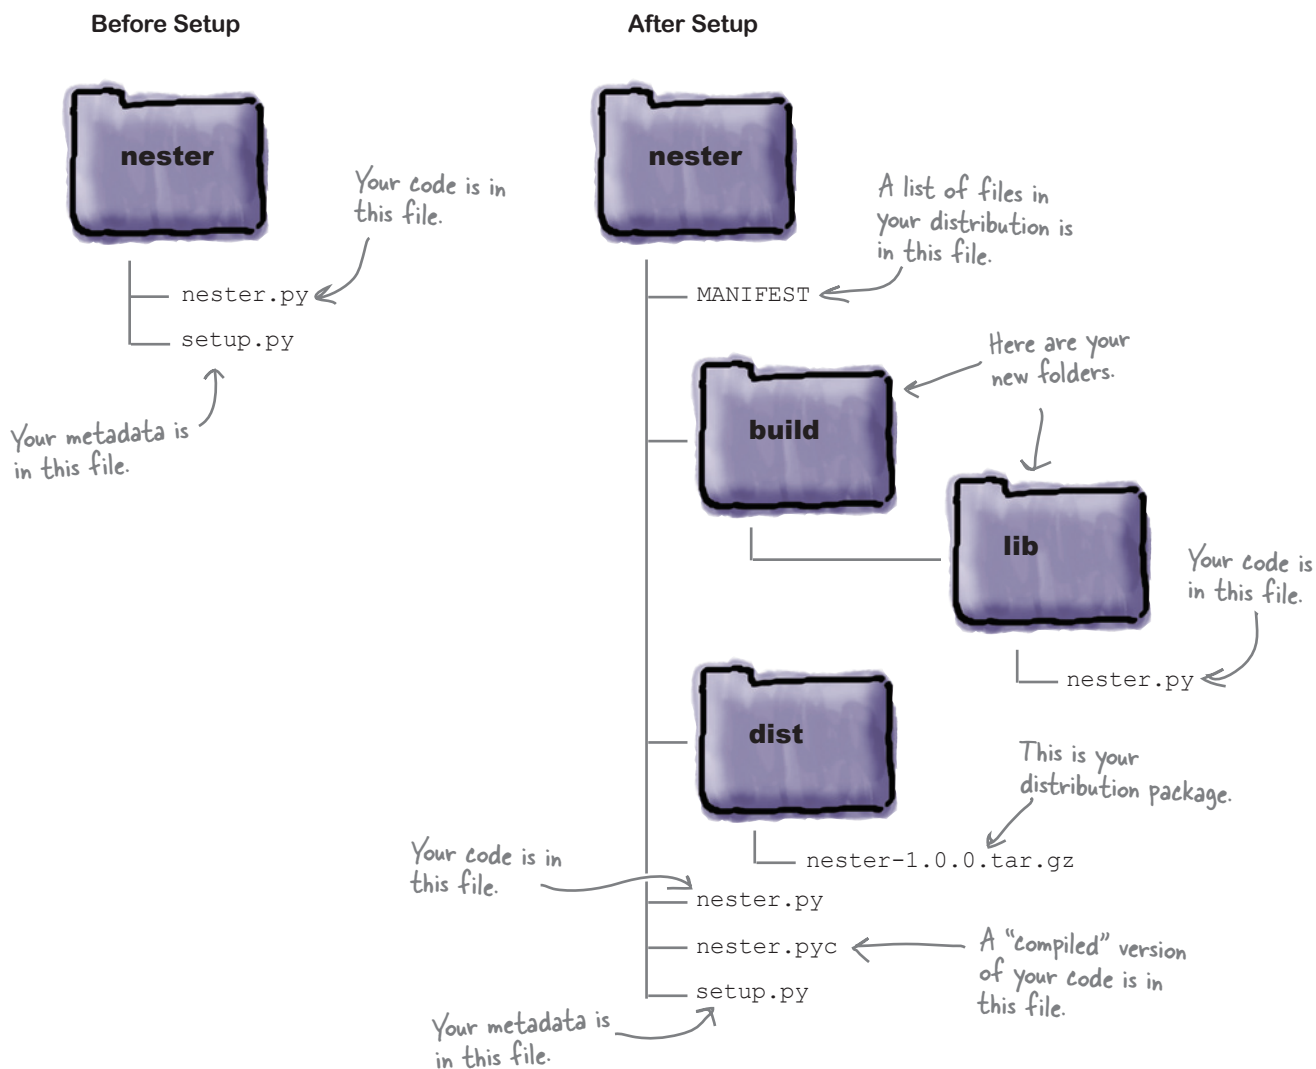 Before Setup
nester
Your code is in
this file.
nester.py
setup.py
Your metadata is
in this file.
After Setup
nester
A list of files in
your distribution is
in this file.
MANIFEST
Here are your
new folders.
build
lib
Your code is
in this file.
nester.py
dist
This is your
distribution package.
nester-1.0.0.tar.gz
Your code is in
this file.
nester.py
nester.pyc
A “compiled” version
of your code is in
this file.
setup.py
Your metadata is
in this file.